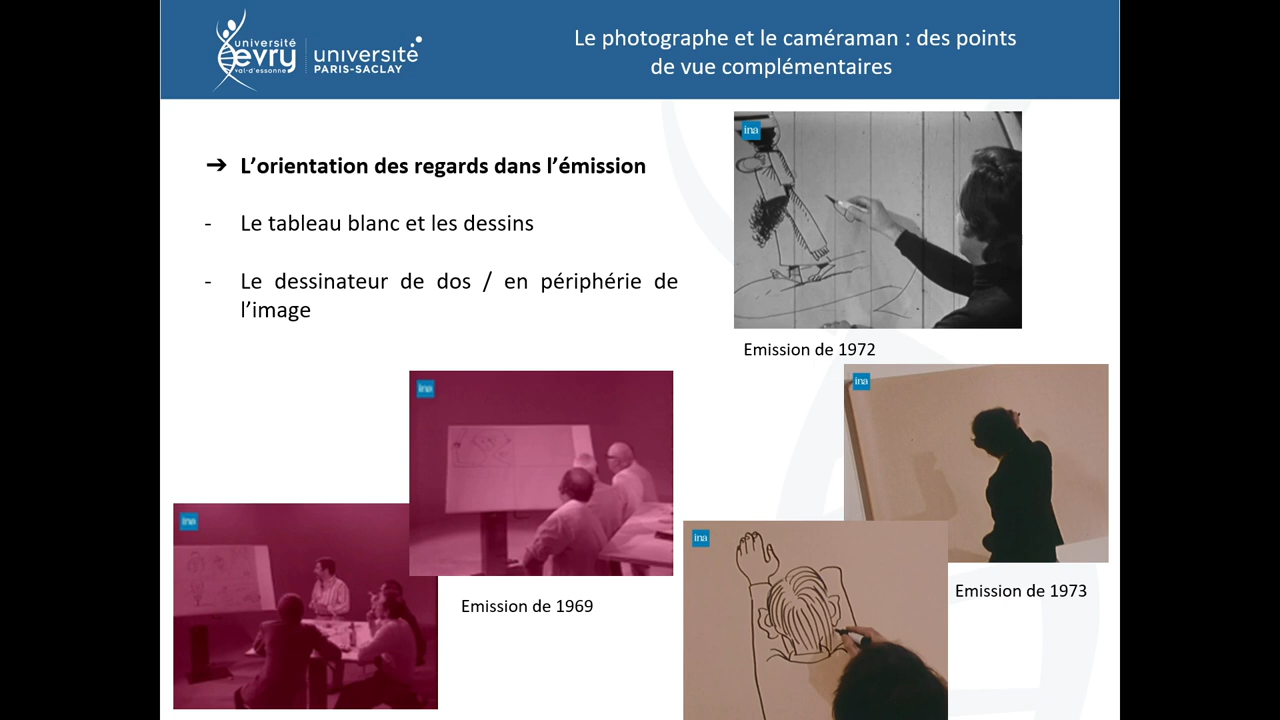 université
evry
val-d'essonne
université
PARIS-SACLAY
Le photographe et le caméraman : des points
de vue complémentaires
➔ L’orientation des regards dans l’émission
- Le tableau blanc et les dessins
- Le dessinateur de dos / en périphérie de
l’image
ina
Emission de 1972
ina
ina
Emission de 1969
ina
ina
Emission de 1973